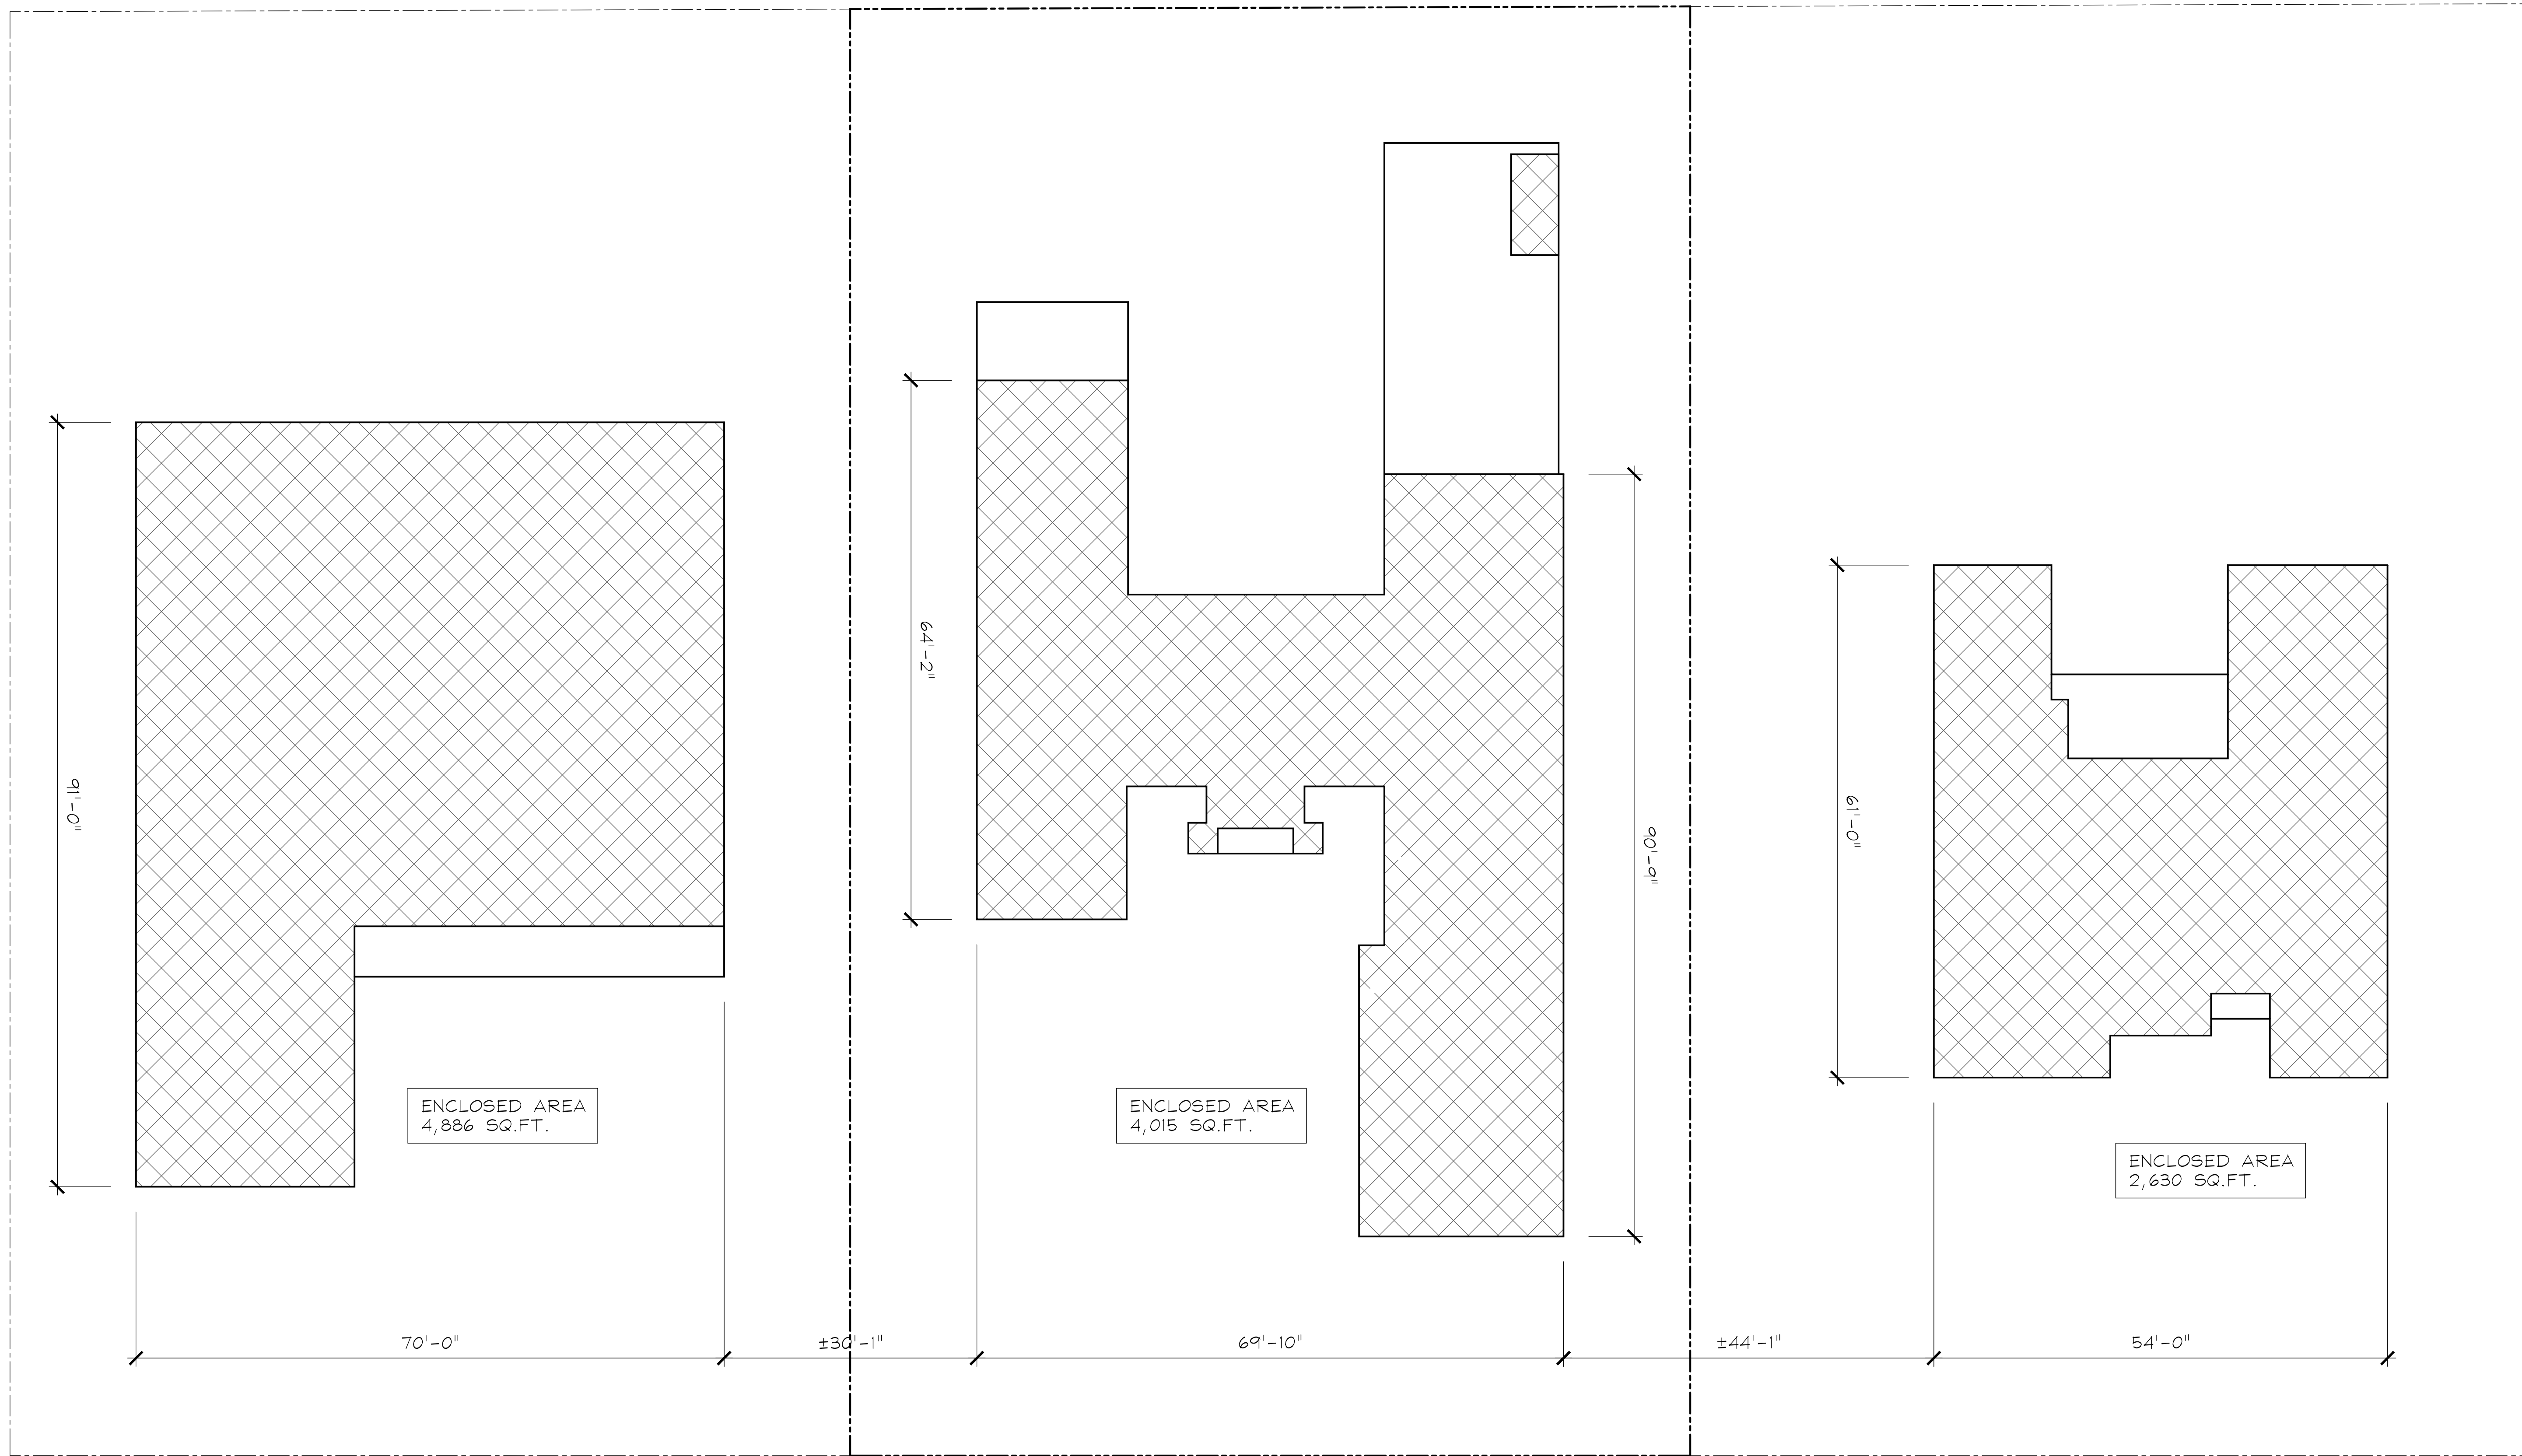 64'-2"
91'-0"
90'-9"
61'-0"
ENCLOSED AREA
4,886 SQ.FT.
ENCLOSED AREA
4,015 SQ.FT.
ENCLOSED AREA
2,630 SQ.FT.
70'-0"
±30'-1"
69'-10"
±44'-1"
54'-0"